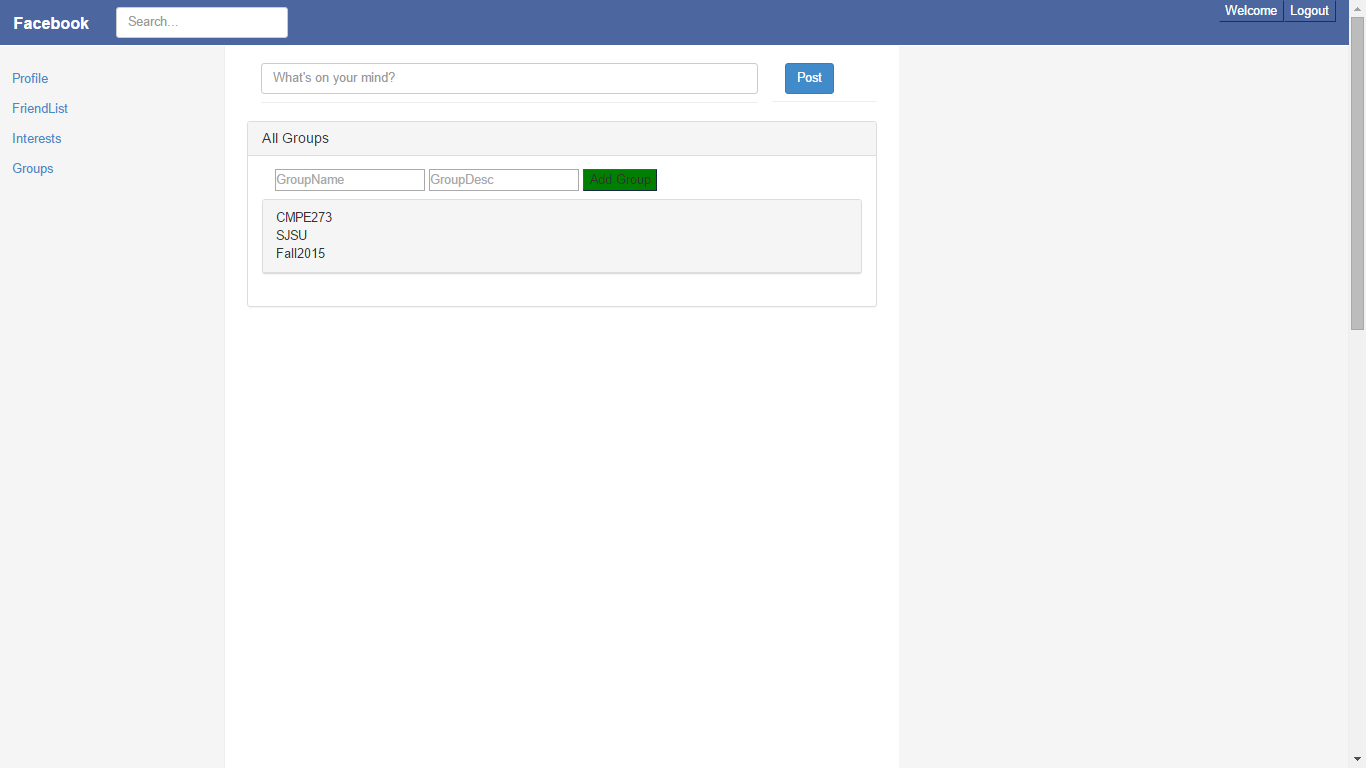 Facebook
Search...
Welcome
Logout
Profile
FriendList
Interests
Groups
What's on your mind?
Post
All Groups
GroupName
GroupDesc
Add Group
CMPE273
SJSU
Fall2015